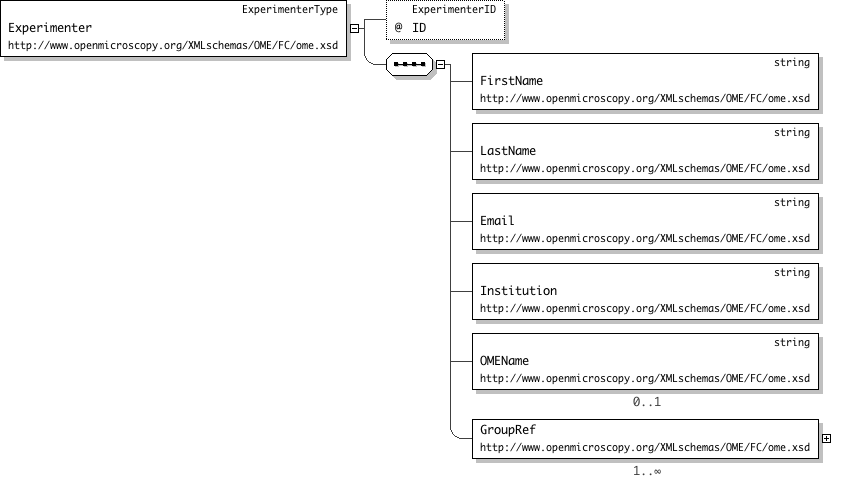 ExperimenterType
Experimenter
http://www.openmicroscopy.org/XMLschemas/OME/FC/ome.xsd
ExperimenterID
@ ID
string
FirstName
http://www.openmicroscopy.org/XMLschemas/OME/FC/ome.xsd
string
LastName
http://www.openmicroscopy.org/XMLschemas/OME/FC/ome.xsd
string
Email
http://www.openmicroscopy.org/XMLschemas/OME/FC/ome.xsd
string
Institution
http://www.openmicroscopy.org/XMLschemas/OME/FC/ome.xsd
string
OMEName
http://www.openmicroscopy.org/XMLschemas/OME/FC/ome.xsd
0..1
GroupRef
http://www.openmicroscopy.org/XMLschemas/OME/FC/ome.xsd
1..∞